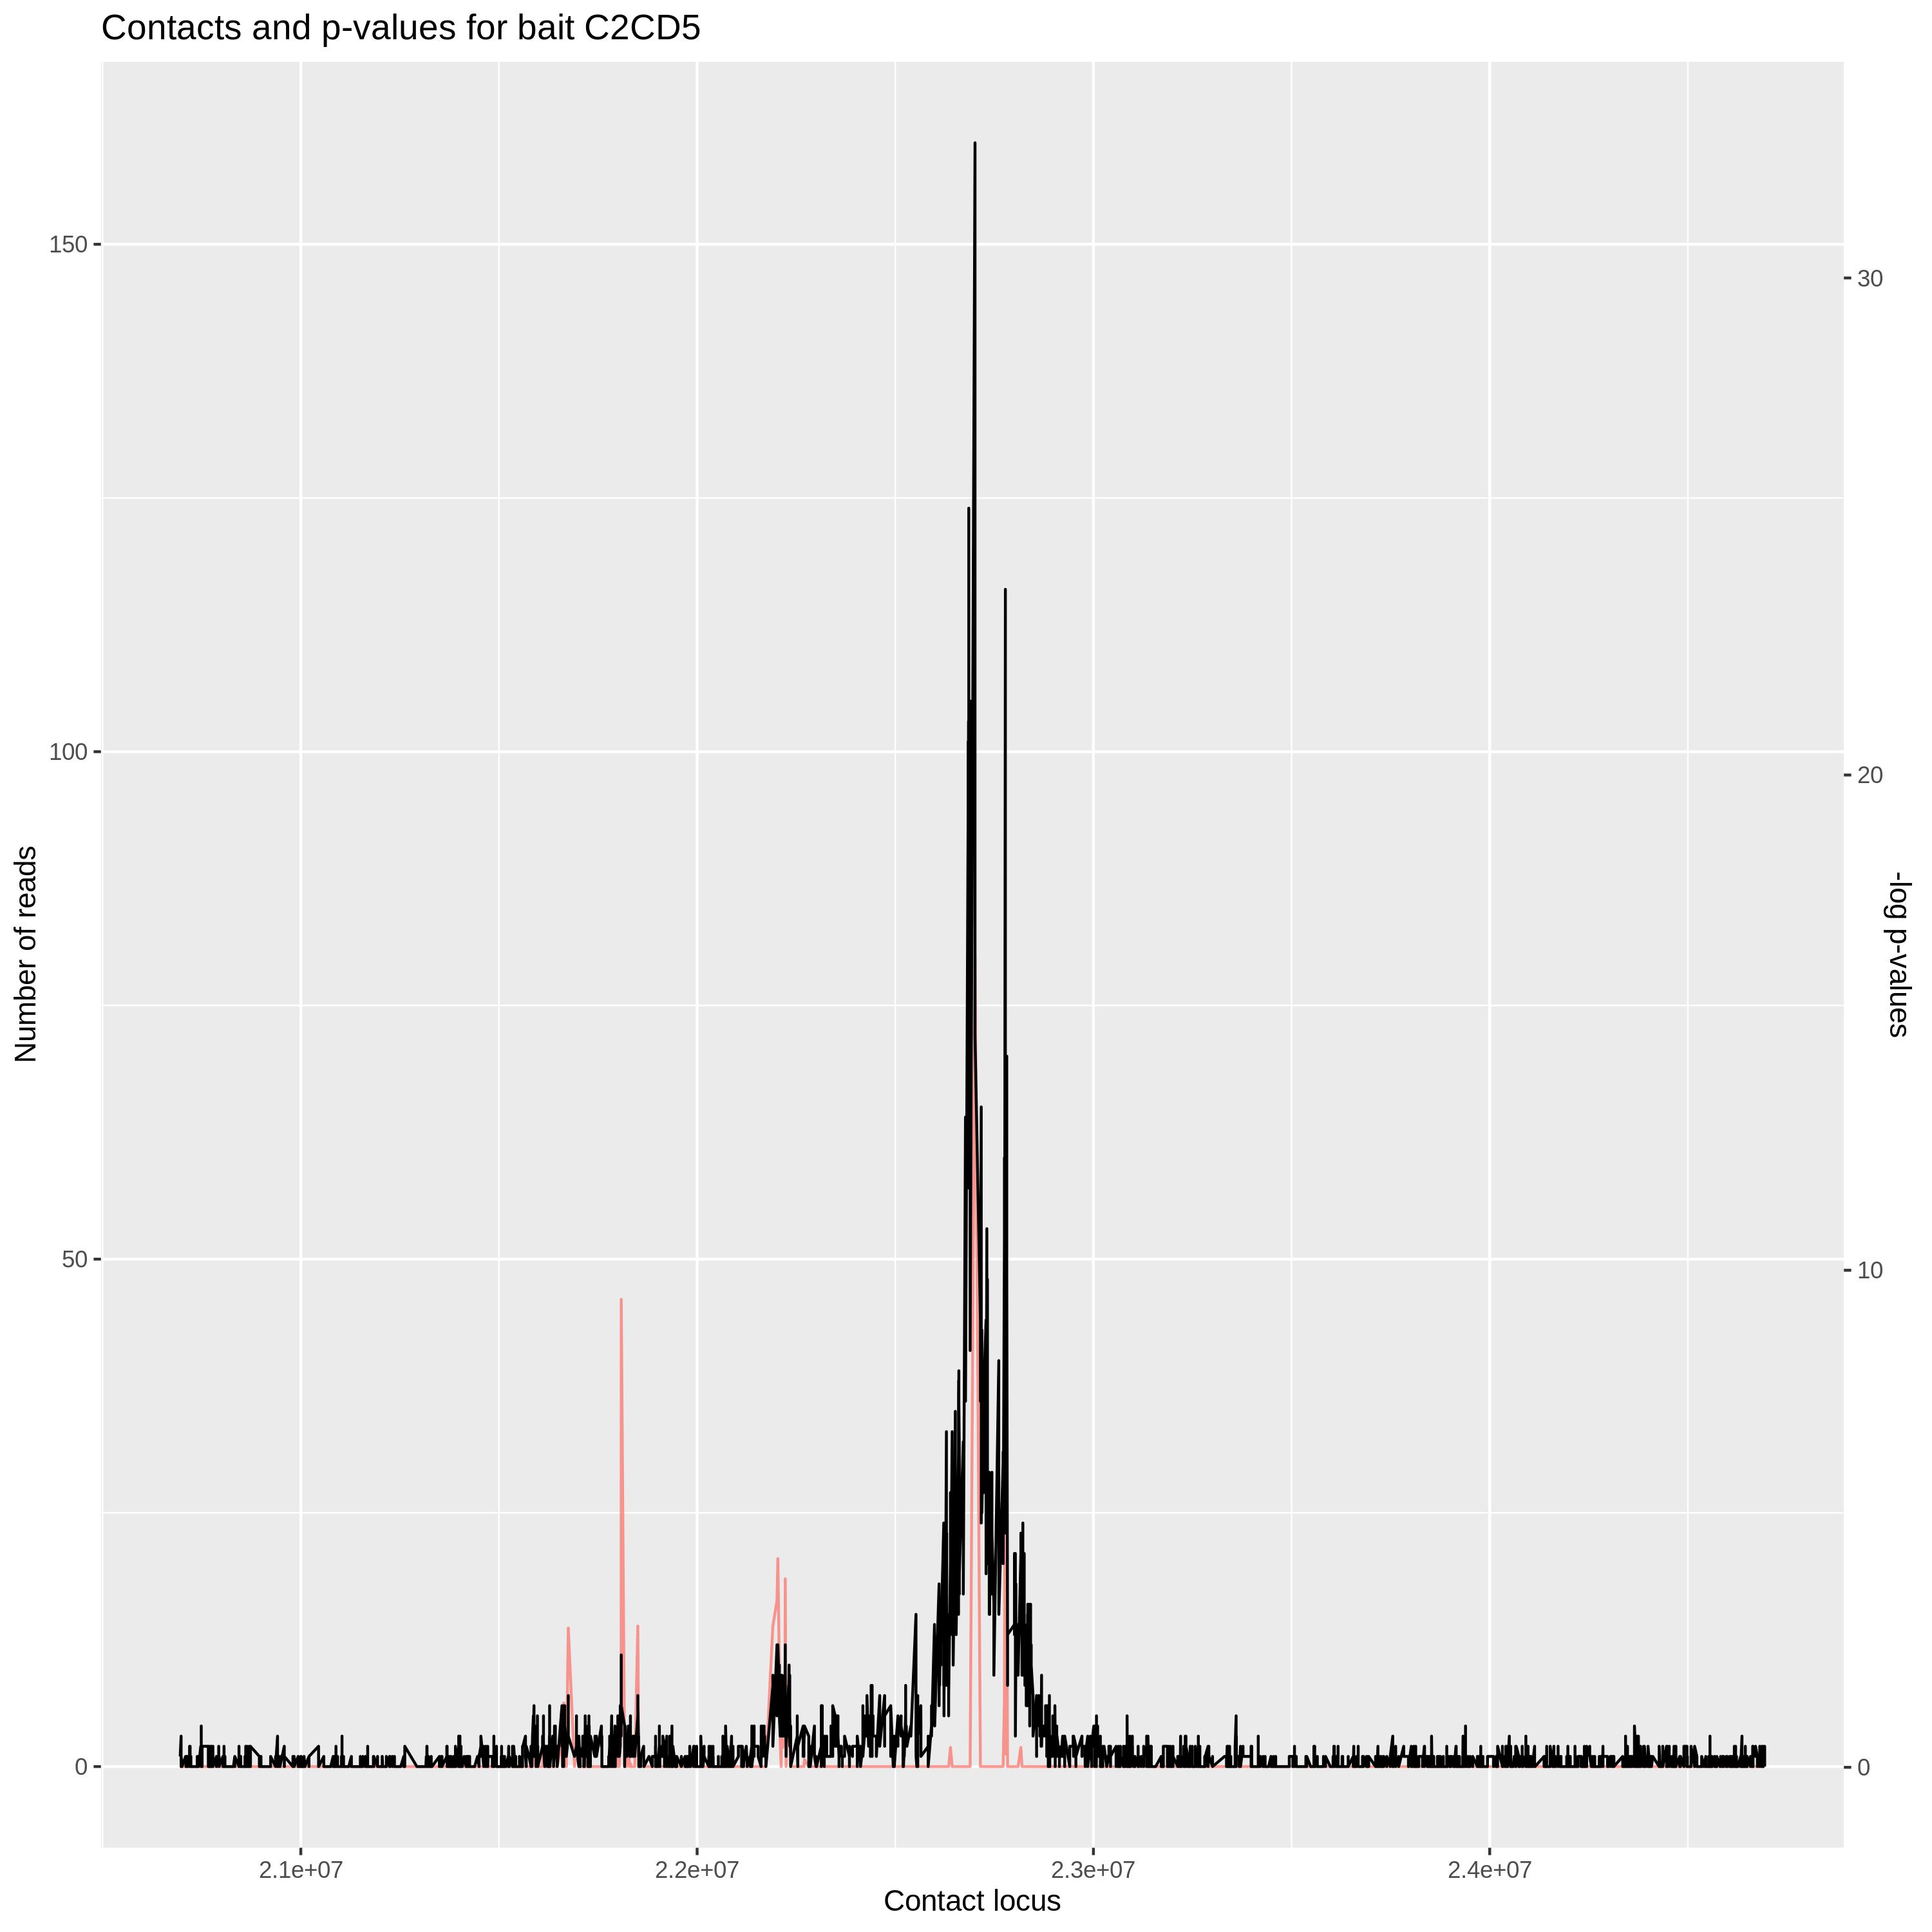 Contacts and p-values for bait C2CD5
150
100
50
0
Number of reads
30
20
10
0
-log p-values
2.1e+07 2.2e+07 2.3e+07 2.4e+07
Contact locus